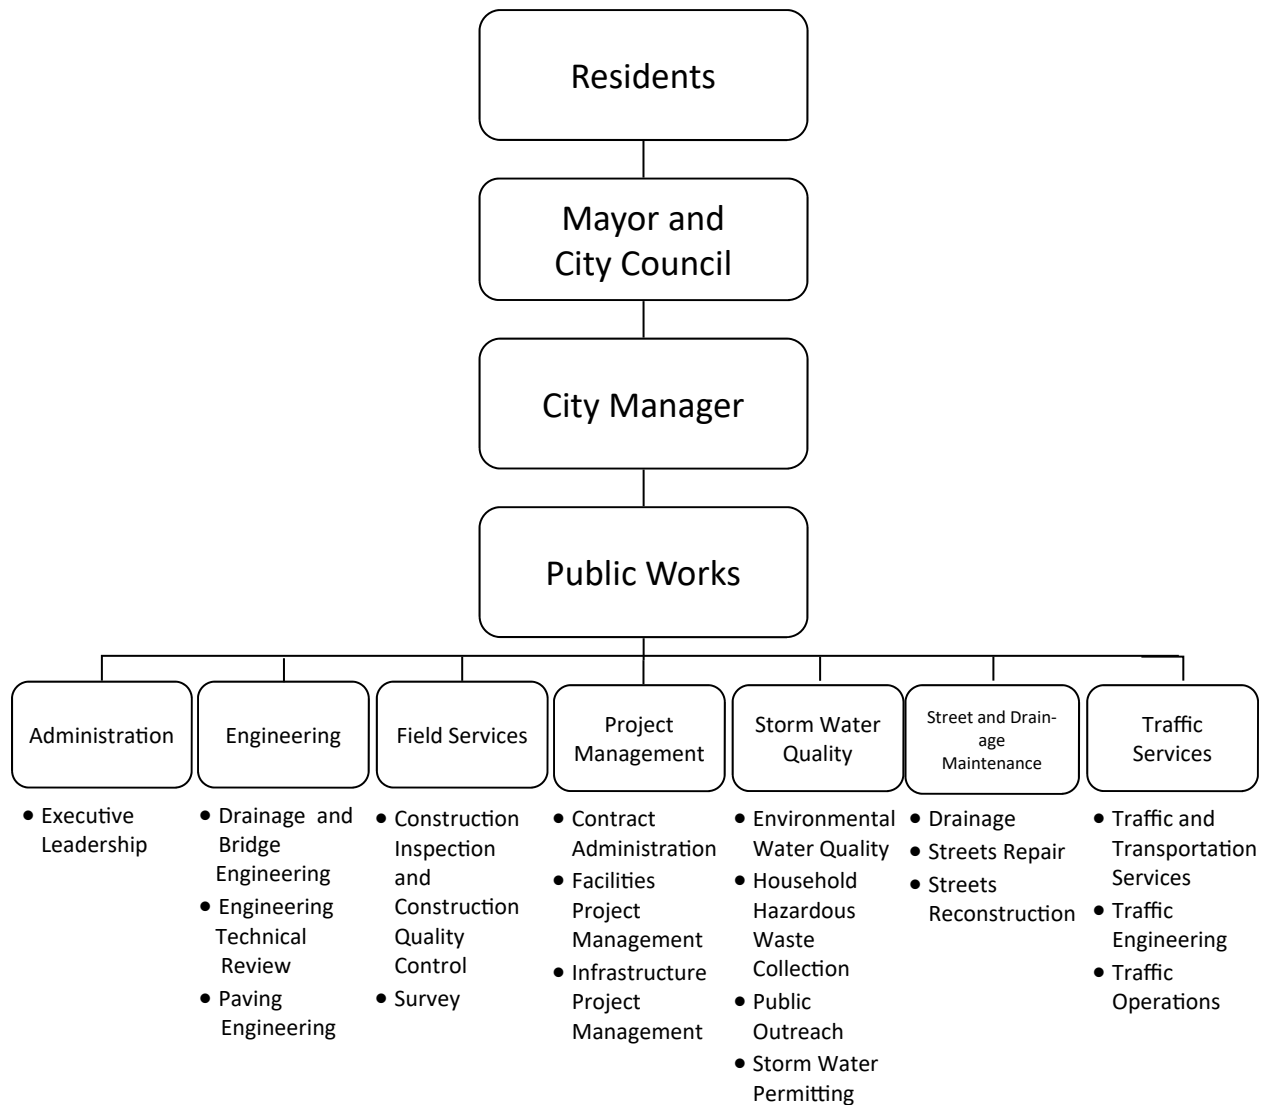 Residents
Mayor and
City Council
City Manager
Public Works
Administration
• Executive
Leadership
Engineering
• Drainage and
Bridge
Engineering
• Engineering
Technical
Review
• Paving
Engineering
Field Services
• Construction
Inspection
and
Construction
Quality
Control
• Survey
Project
Management
• Contract
Administration
• Facilities
Project
Management
• Infrastructure
Project
Management
Storm Water
Quality
• Environmental
Water Quality
• Household
Hazardous
Waste
Collection
• Public
Outreach
• Storm Water
Permitting
Street and Drain-
age
Maintenance
• Drainage
• Streets Repair
• Streets
Reconstruction
Traffic
Services
• Traffic and
Transportation
Services
• Traffic
Engineering
• Traffic
Operations